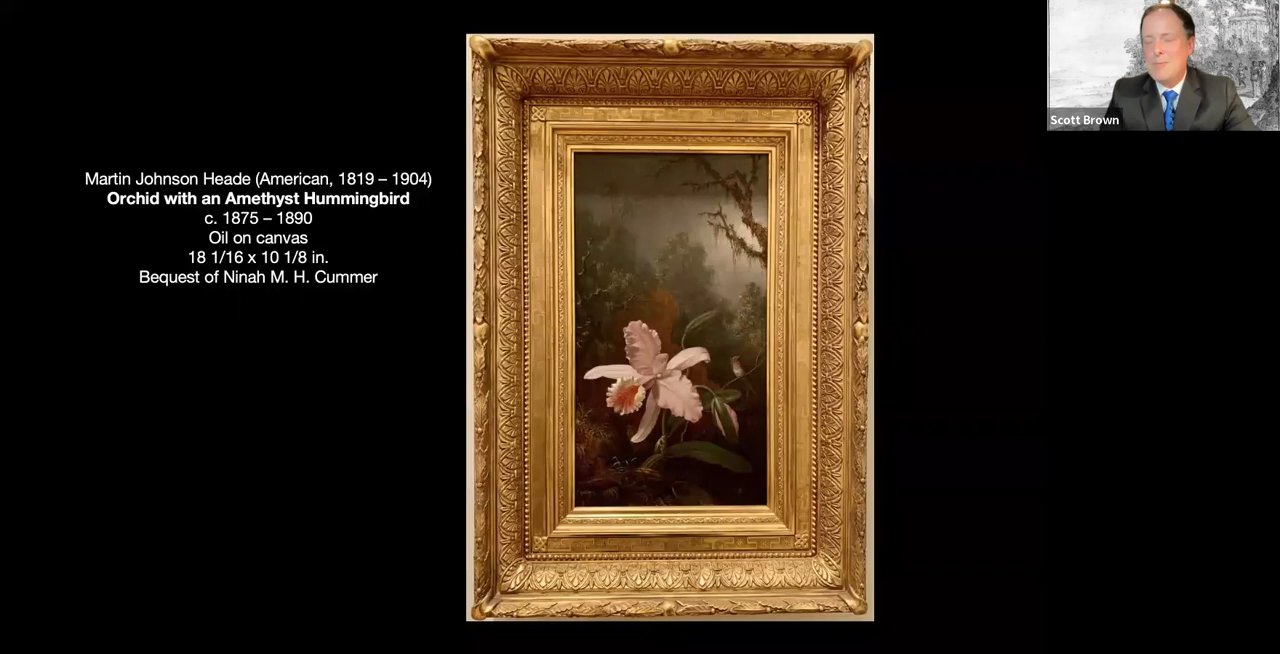 Martin Johnson Heade (American, 1819 – 1904)
Orchid with an Amethyst Hummingbird
c. 1875 – 1890
Oil on canvas
18 1/16 x 10 1/8 in.
Bequest of Ninah M. H. Cummer
Scott Brown